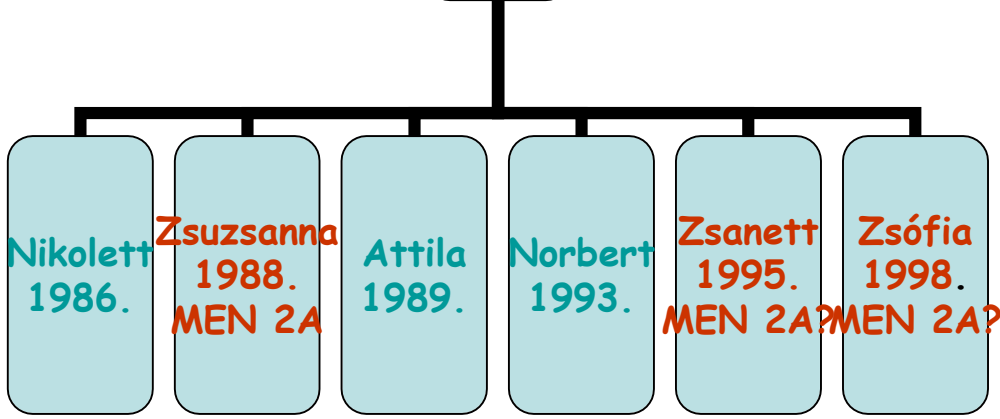 Nikolett
1986.
Zsuzsanna
1988.
MEN 2A
Attila
1989.
Norbert
1993.
Zsanett
1995.
MEN 2A?
Zsófia
1998.
MEN 2A?